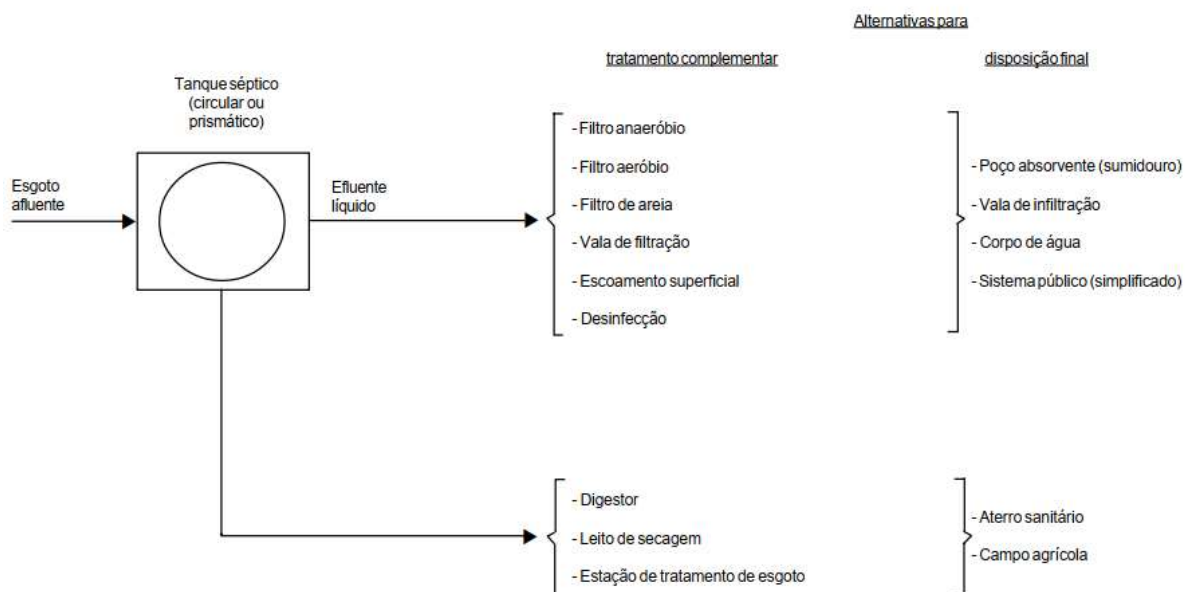 Alternativas para
tratamento complementar
disposição final
Tanque séptico
(circular ou
prismático)
Esgoto
afluente
Efluente
líquido
- Filtro anaeróbio
- Filtro aeróbio
- Filtro de areia
- Vala de filtração
- Escoamento superficial
- Desinfecção
- Poço absorvente (sumidouro)
- Vala de infiltração
- Corpo de água
- Sistema público (simplificado)
- Digestor
- Leito de secagem
- Estação de tratamento de esgoto
- Aterro sanitário
- Campo agrícola